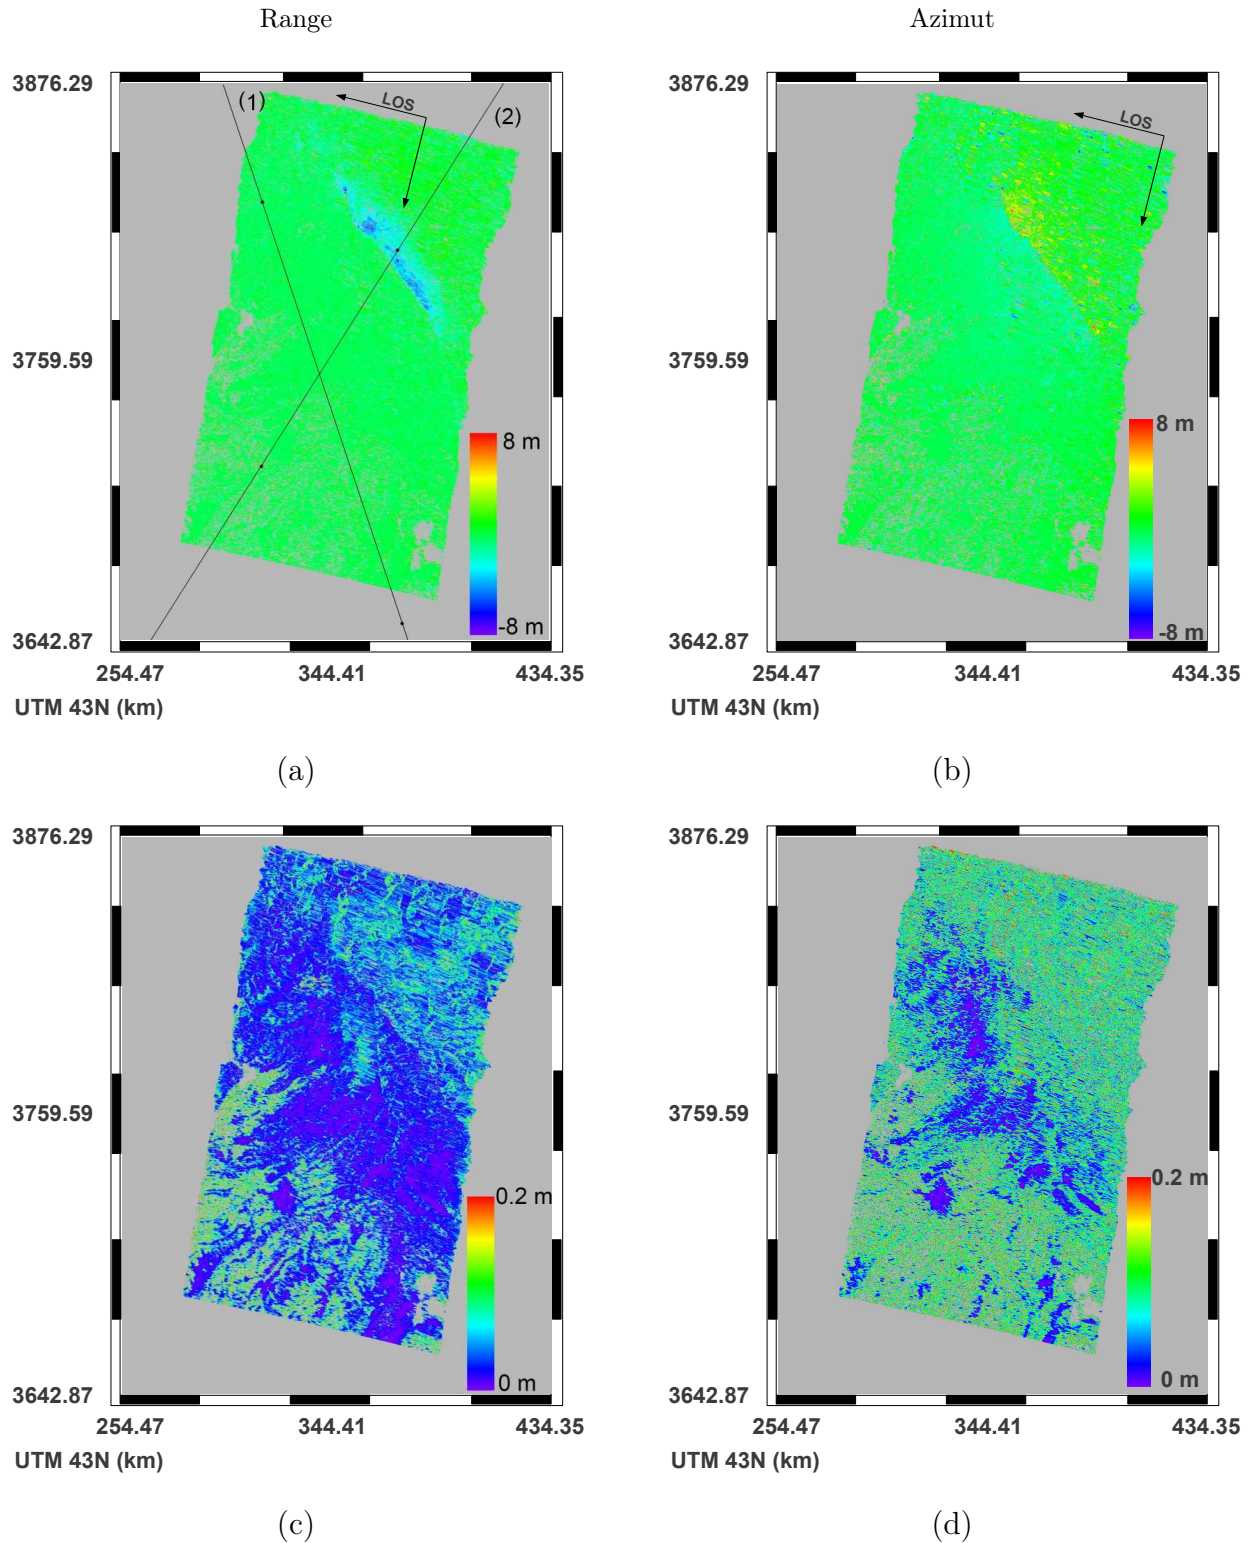 Range
Azimut
3876.29
(1)
LOS
(2)
3759.59
8 m
-8 m
3642.87
254.47
344.41
434.35
UTM 43N (km)
3876.29
LOS
3759.59
8 m
-8 m
3642.87
254.47
344.41
434.35
UTM 43N (km)
(a)
(b)
3876.29
3759.59
0.2 m
0 m
3642.87
254.47
344.41
434.35
UTM 43N (km)
3876.29
3759.59
0.2 m
0 m
3642.87
254.47
344.41
434.35
UTM 43N (km)
(c)
(d)